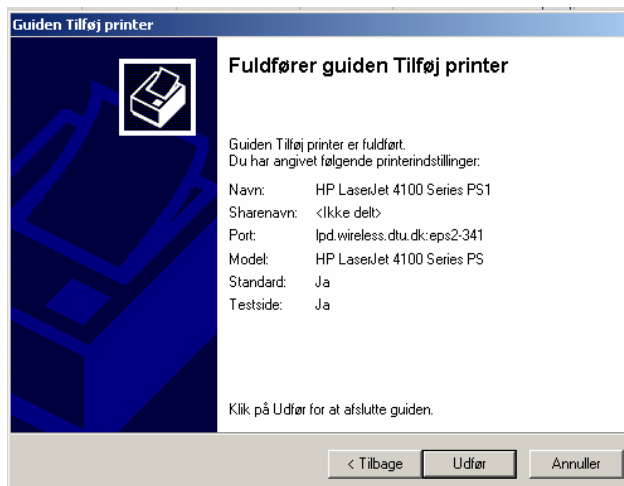 Guiden Tilføj printer
Fuldfører guiden Tilføj printer
Guiden Tilføj printer er fuldført.
Du har angivet følgende printerindstillinger:
Navn: HP LaserJet 4100 Series PS1
Sharenavn: <Ikke delt>
Port: lpd.wireless.dtu.dk:eps2-341
Model: HP LaserJet 4100 Series PS
Standard: Ja
Testside: Ja
Klik på Udfør for at afslutte guiden.
< Tilbage Udfør Annuller